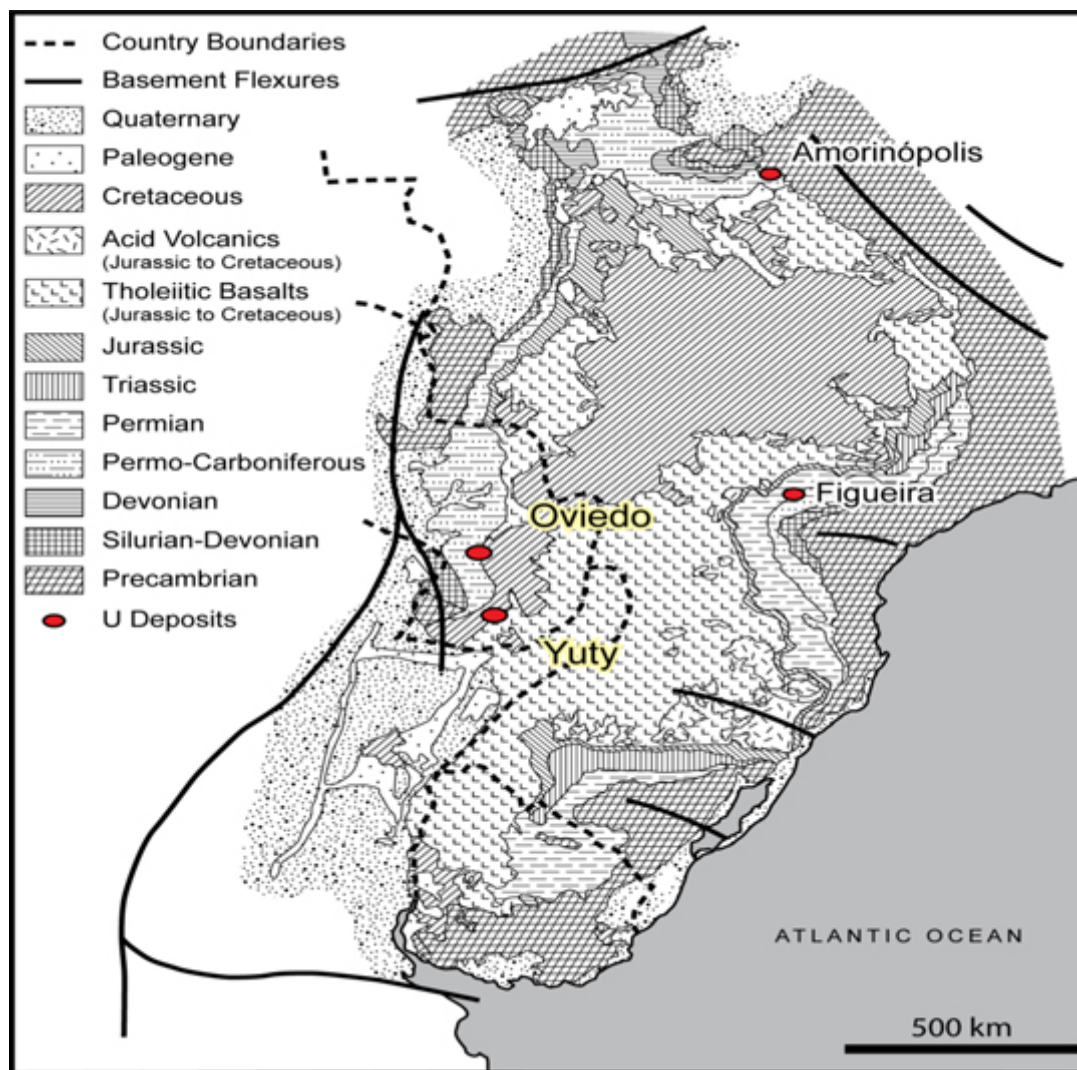 Country Boundaries
Basement Flexures
Quaternary
Paleogene
Cretaceous
Acid Volcanics
(Jurassic to Cretaceous)
Tholeiitic Basalts
(Jurassic to Cretaceous)
Jurassic
Triassic
Permian
Permo-Carboniferous
Devonian
Silurian-Devonian
Precambrian
U Deposits
Amorinópolis
Figueira
Oviedo
Yuty
ATLANTIC OCEAN
500 km